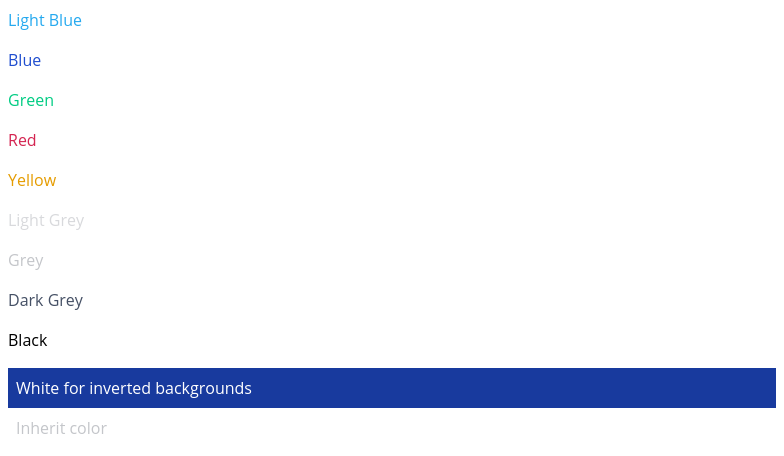 Light Blue
Blue
Green
Red
Yellow
Light Grey
Grey
Dark Grey
Black
White for inverted backgrounds
Inherit color